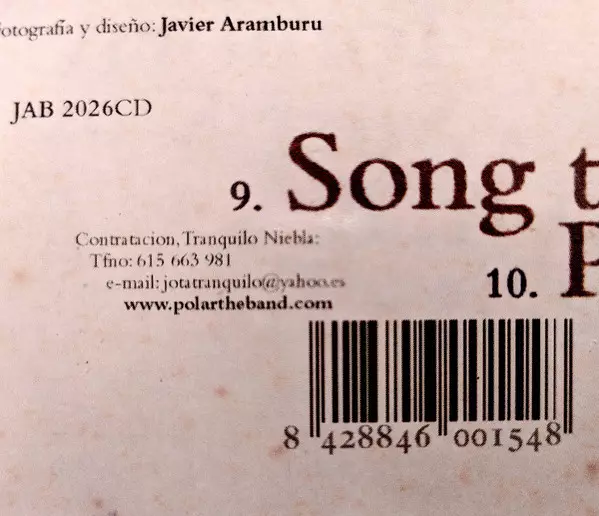 fotografía y diseño: Javier Aramburu
JAB 2026CD
9. Song t
Contratacion, Tranquilo Niebla:
Tfno: 615 663 981
e-mail: jotatranquilo@yahoo.es
www.polartheband.com
10. P
8 428846 001548